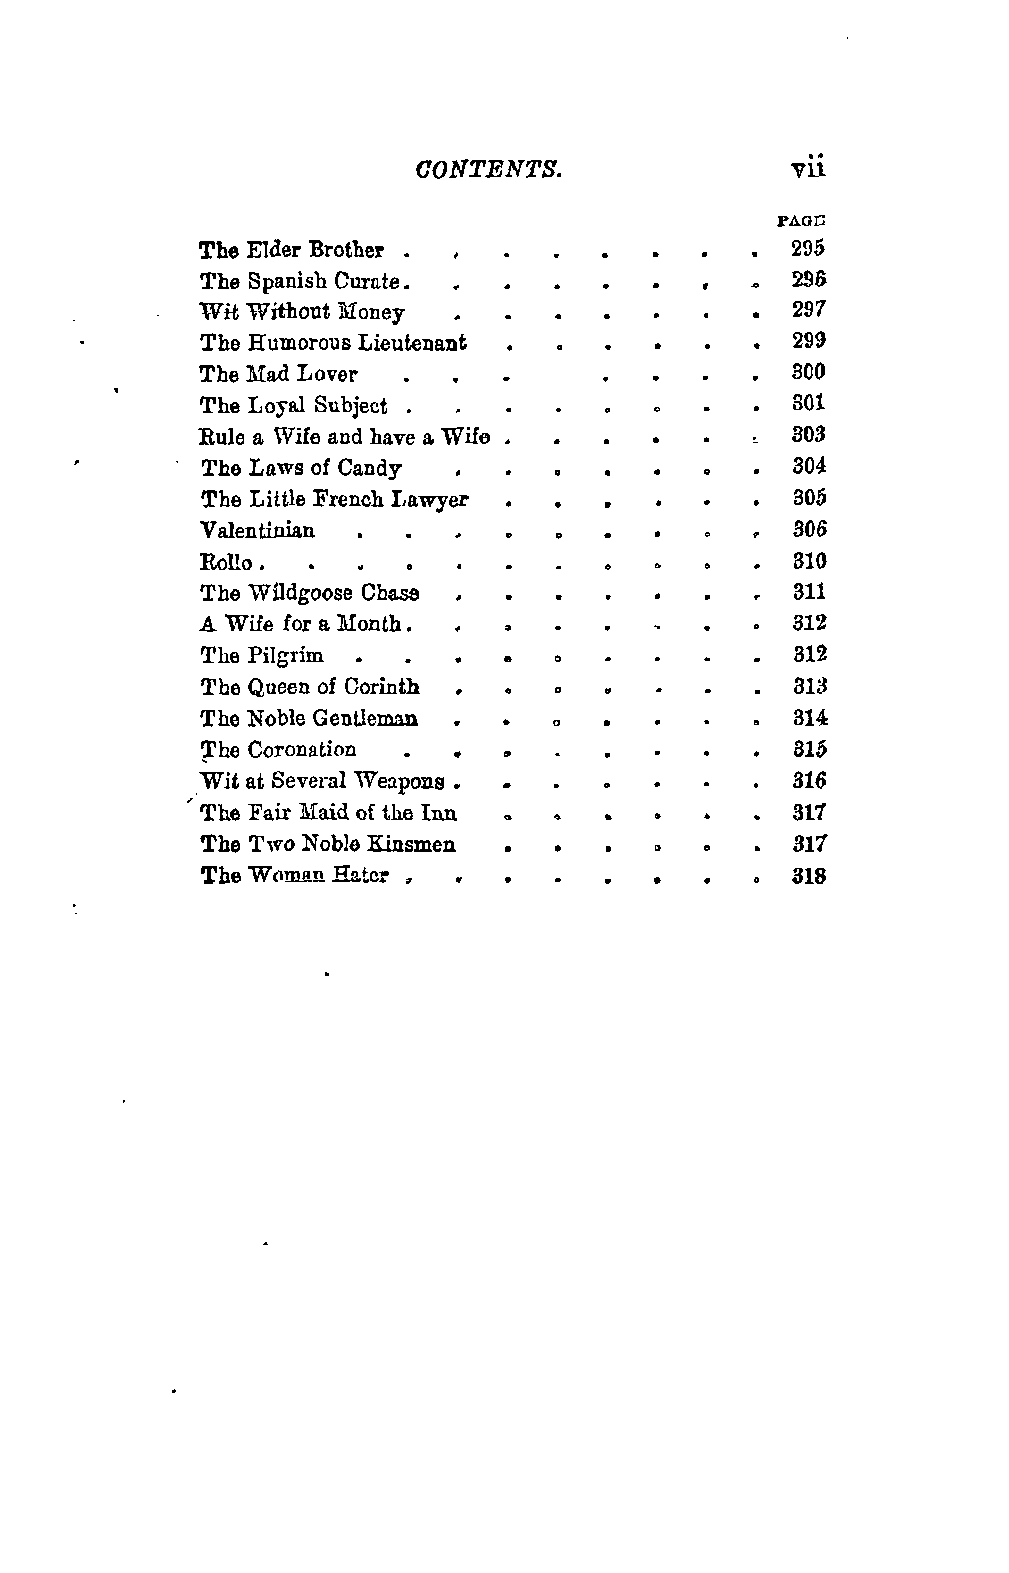 CONTENTS. vii
PAGE
The Elder Brother . . . . . . . . 295
The Spanish Curate . . . . . . . . 296
Wit Without Money . . . . . . . 297
The Humorous Lieutenant . . . . . . 299
The Mad Lover . . . . . . . 300
The Loyal Subject . . . . . . . . 301
Rule a Wife and have a Wife . . . . . . 303
The Laws of Candy . . . . . . . 304
The Little French Lawyer . . . . . . 305
Valentinian . . . . . . . . . 306
Rollo . . . . . . . . . . . 310
The Wildgoose Chase . . . . . . . 311
A Wife for a Month . . . . . . . . 312
The Pilgrim . . . . . . . . . 312
The Queen of Corinth . . . . . . . 313
The Noble Gentleman . . . . . . . 314
The Coronation . . . . . . . . 315
Wit at Several Weapons . . . . . . . 316
The Fair Maid of the Inn . . . . . . 317
The Two Noble Kinsmen . . . . . . 317
The Woman Hater . . . . . . . . 318